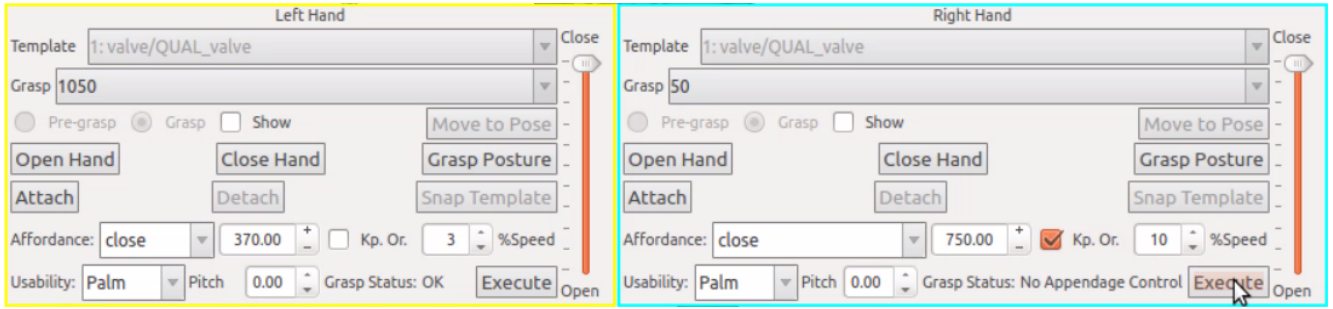 Left Hand
Template 1: valve/QUAL_valve Close
Grasp 1050
Pre-grasp Grasp Show Move to Pose
Open Hand Close Hand Grasp Posture
Attach Detach Snap Template
Affordance: close 370.00 + - Kp. Or. 3 %Speed
Usability: Palm Pitch 0.00 Grasp Status: OK Execute Open
Right Hand
Template 1: valve/QUAL_valve Close
Grasp 50
Pre-grasp Grasp Show Move to Pose
Open Hand Close Hand Grasp Posture
Attach Detach Snap Template
Affordance: close 750.00 + - Kp. Or. 10 %Speed
Usability: Palm Pitch 0.00 Grasp Status: No Appendage Control Execute Open